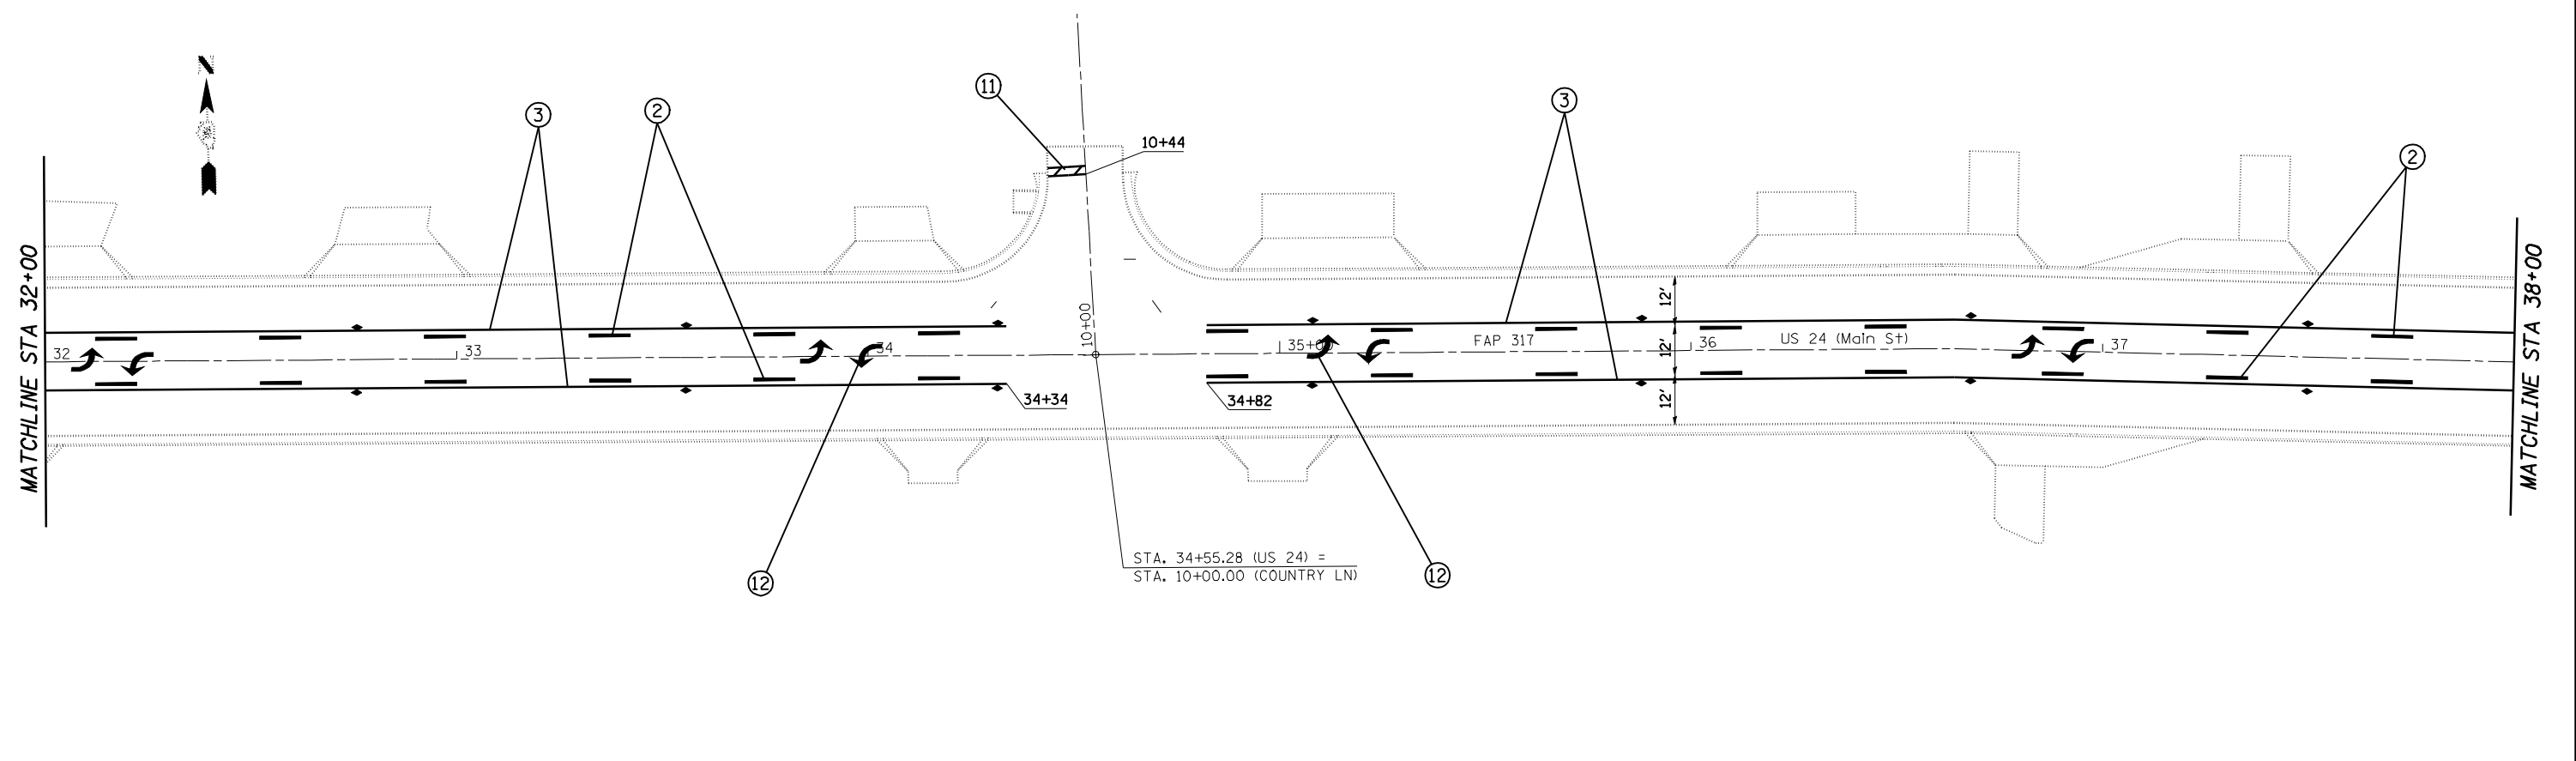 N
11
3
2
3
2
10+44
MATCHLINE STA 32+00
MATCHLINE STA 38+00
12'
12'
12'
10+00
32
33
34
35+00
FAP 317
36
US 24 (Main St)
37
34+34
34+82
STA. 34+55.28 (US 24) =
STA. 10+00.00 (COUNTRY LN)
12
12